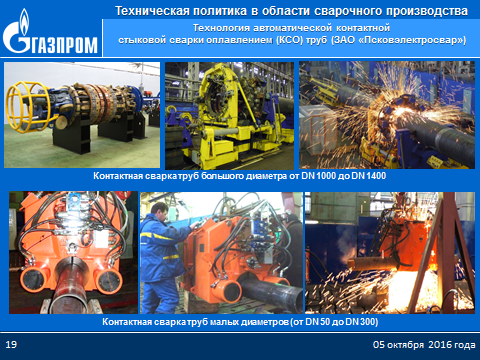 Техническая политика в области сварочного производства
ГАЗПРОМ
Технология автоматической контактной
стыковой сварки оплавлением (КСО) труб (ЗАО «Псковэлектросвар»)
Контактная сварка труб большого диаметра от DN 1000 до DN 1400
Контактная сварка труб малых диаметров (от DN 50 до DN 300)
19
05 октября 2016 года